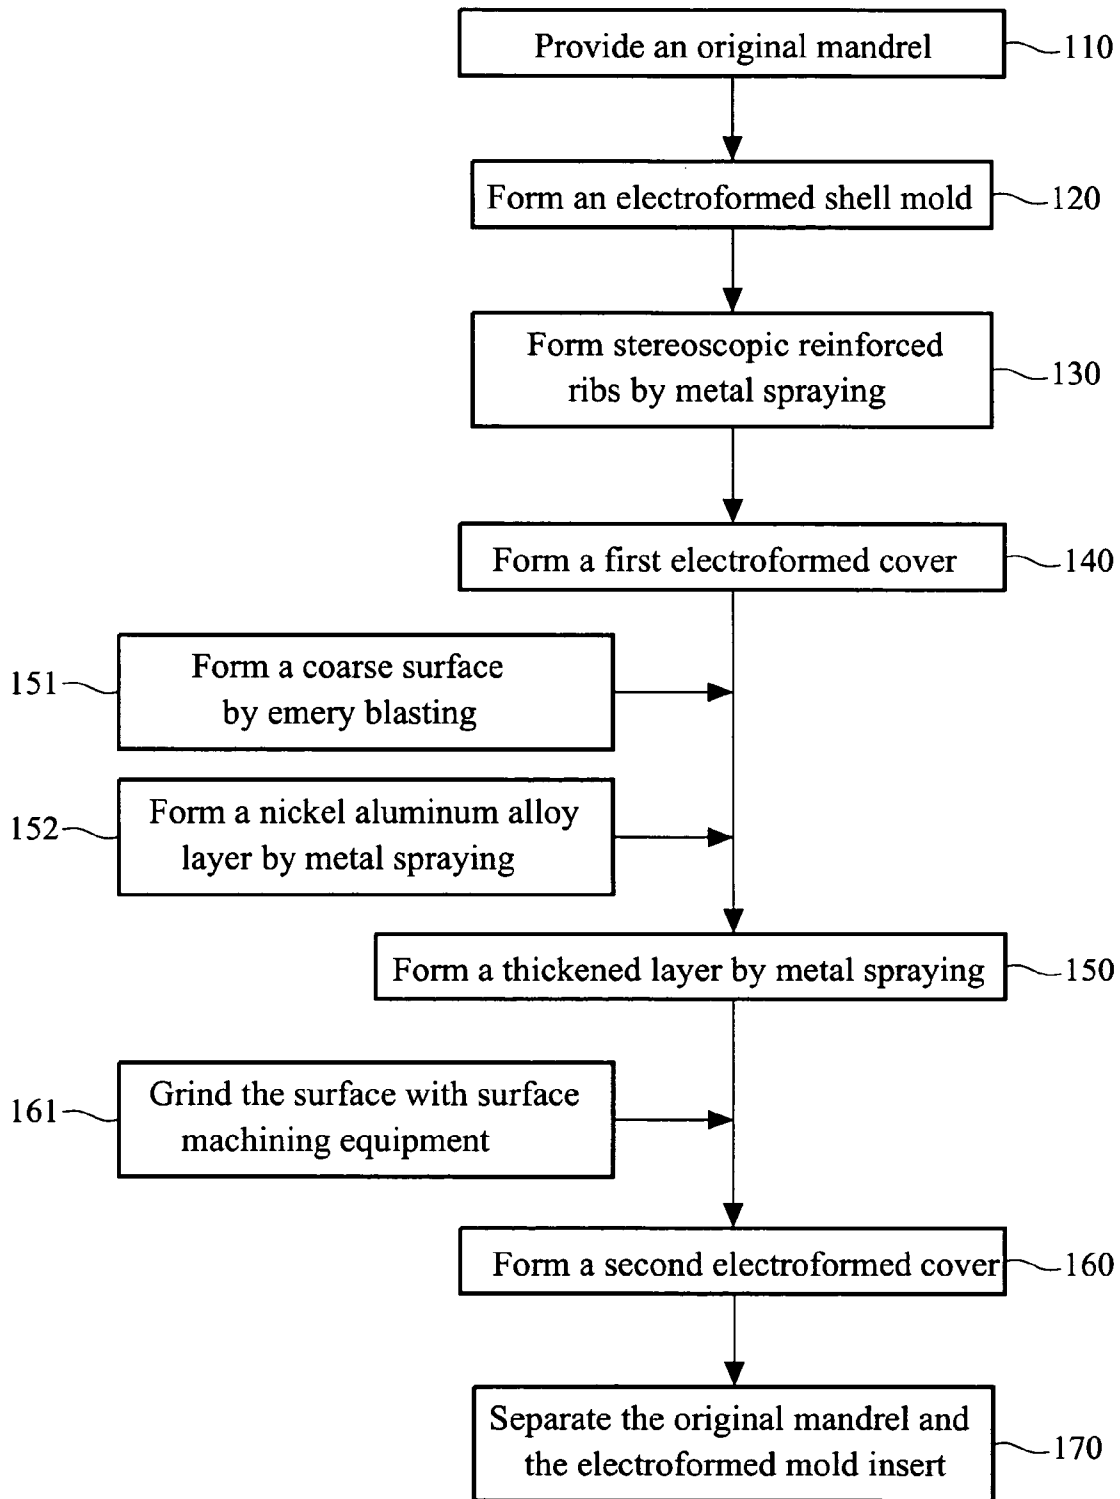 Provide an original mandrel
110
Form an electroformed shell mold
120
Form stereoscopic reinforced
ribs by metal spraying
130
Form a first electroformed cover
140
151
Form a coarse surface
by emery blasting
152
Form a nickel aluminum alloy
layer by metal spraying
Form a thickened layer by metal spraying
150
161
Grind the surface with surface
machining equipment
Form a second electroformed cover
160
Separate the original mandrel and
the electroformed mold insert
170